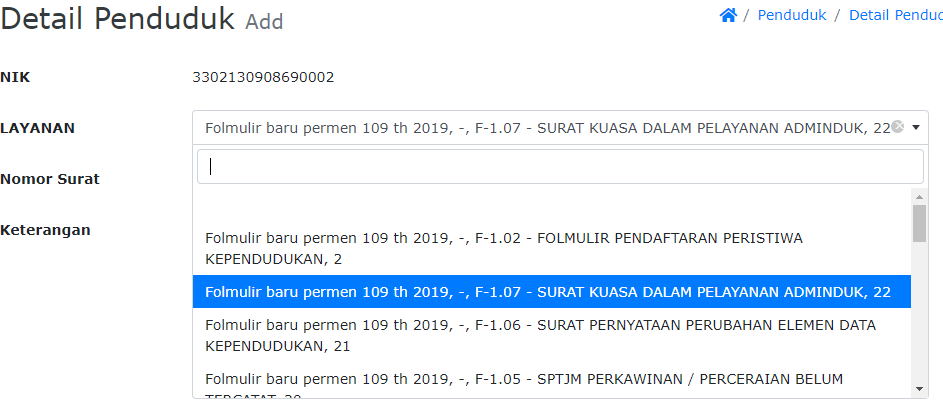 Detail Penduduk Add
/ Penduduk / Detail Pendud
NIK
3302130908690002
LAYANAN
Folmulir baru permen 109 th 2019, -, F-1.07 - SURAT KUASA DALAM PELAYANAN ADMINDUK, 22
Nomor Surat
Keterangan
Folmulir baru permen 109 th 2019, -, F-1.02 - FOLMULIR PENDAFTARAN PERISTIWA
KEPENDUDUKAN, 2
Folmulir baru permen 109 th 2019, -, F-1.07 - SURAT KUASA DALAM PELAYANAN ADMINDUK, 22
Folmulir baru permen 109 th 2019, -, F-1.06 - SURAT PERNYATAAN PERUBAHAN ELEMEN DATA
KEPENDUDUKAN, 21
Folmulir baru permen 109 th 2019, -, F-1.05 - SPTJM PERKAWINAN / PERCERAIAN BELUM
TERCATAT, 20